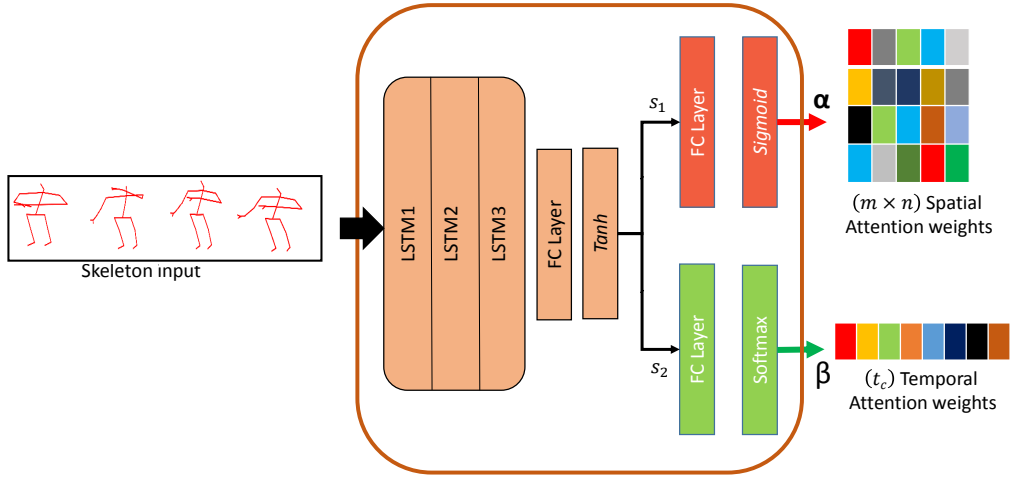 Skeleton input
LSTM1
LSTM2
LSTM3
FC Layer
Tanh
s₁
s₂
FC Layer
Sigmoid
α
(m × n) Spatial
Attention weights
FC Layer
Softmax
β
(t_c) Temporal
Attention weights